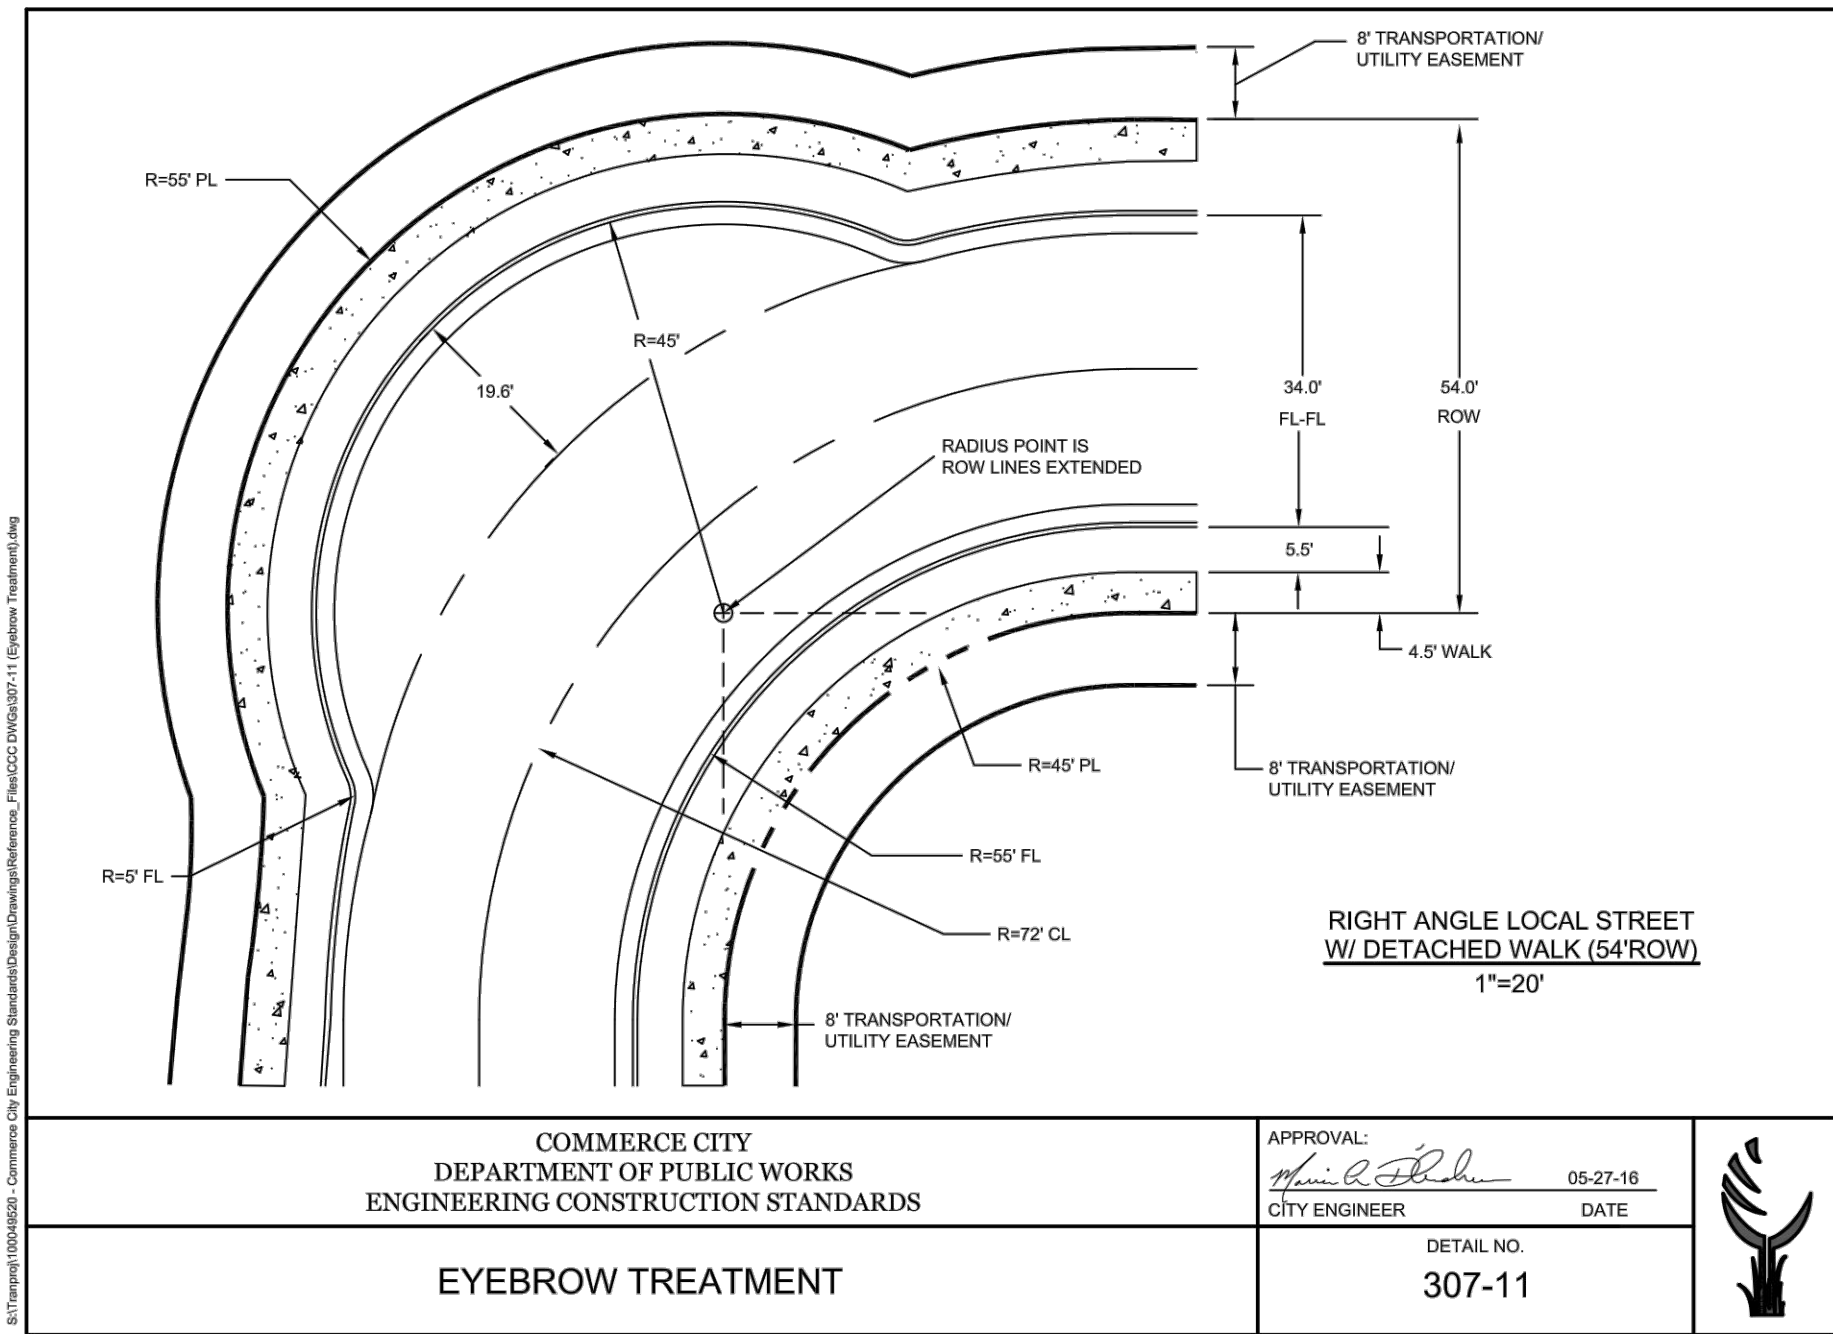 8' TRANSPORTATION/
UTILITY EASEMENT
R=55' PL
R=45'
19.6'
34.0'
FL-FL
54.0'
ROW
RADIUS POINT IS
ROW LINES EXTENDED
5.5'
4.5' WALK
R=45' PL
8' TRANSPORTATION/
UTILITY EASEMENT
R=5' FL
R=55' FL
R=72' CL
8' TRANSPORTATION/
UTILITY EASEMENT
RIGHT ANGLE LOCAL STREET
W/ DETACHED WALK (54'ROW)
1"=20'
S:\Tranproj\100049520 - Commerce City Engineering Standards\Design\Drawings\Reference_Files\CCC DWGs\307-11 (Eyebrow Treatment).dwg
COMMERCE CITY
DEPARTMENT OF PUBLIC WORKS
ENGINEERING CONSTRUCTION STANDARDS
EYEBROW TREATMENT
APPROVAL:
05-27-16
CITY ENGINEER
DATE
DETAIL NO.
307-11